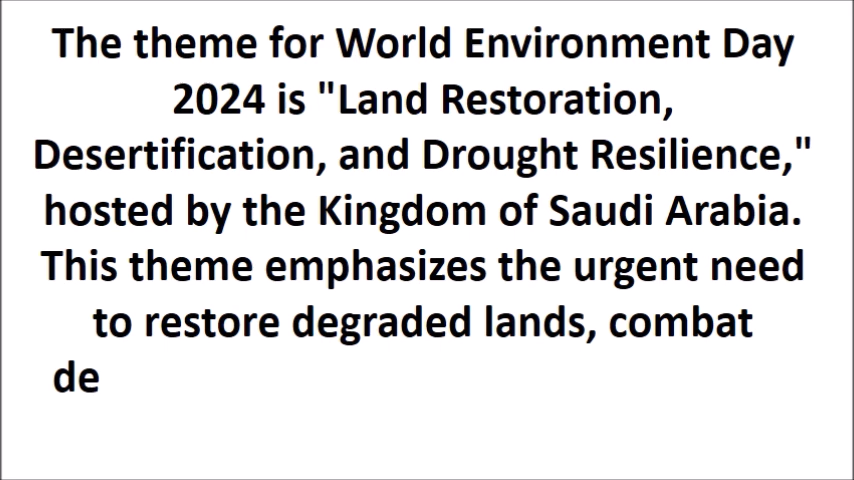 The theme for World Environment Day
2024 is "Land Restoration,
Desertification, and Drought Resilience,"
hosted by the Kingdom of Saudi Arabia.
This theme emphasizes the urgent need
to restore degraded lands, combat
de